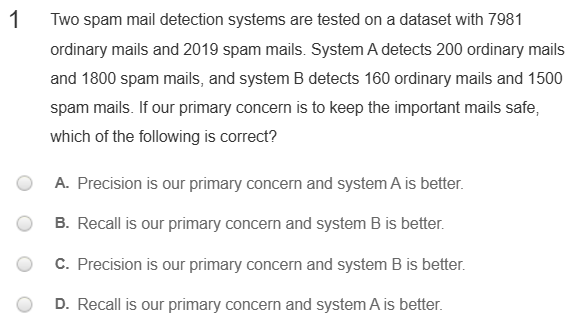 1 Two spam mail detection systems are tested on a dataset with 7981
ordinary mails and 2019 spam mails. System A detects 200 ordinary mails
and 1800 spam mails, and system B detects 160 ordinary mails and 1500
spam mails. If our primary concern is to keep the important mails safe,
which of the following is correct?
A. Precision is our primary concern and system A is better.
B. Recall is our primary concern and system B is better.
C. Precision is our primary concern and system B is better.
D. Recall is our primary concern and system A is better.